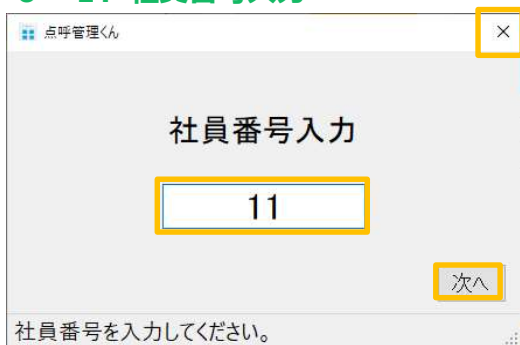 点呼管理くん
×
社員番号入力
11
次へ
社員番号を入力してください。